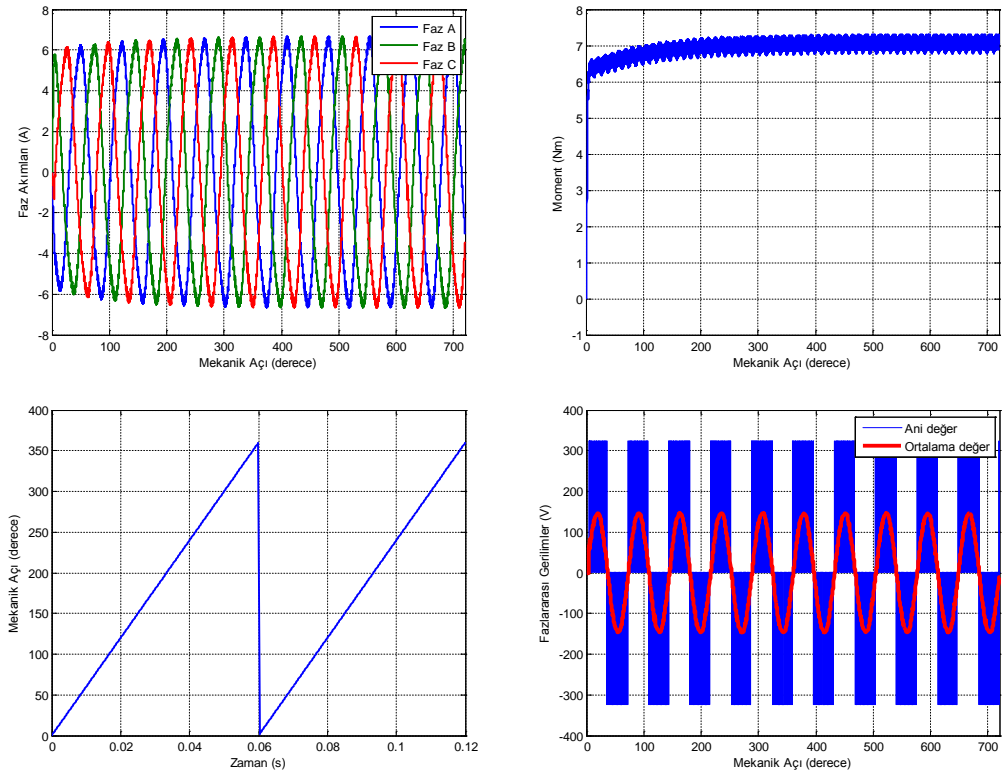 8
6
4
2
0
-2
-4
-6
-8
Faz Akımları (A)
Faz A
Faz B
Faz C
0 100 200 300 400 500 600 700
Mekanik Açı (derece)
8
7
6
5
4
3
2
1
0
-1
Moment (Nm)
0 100 200 300 400 500 600 700
Mekanik Açı (derece)
400
350
300
250
200
150
100
50
0
Mekanik Açı (derece)
0 0.02 0.04 0.06 0.08 0.1 0.12
Zaman (s)
400
300
200
100
0
-100
-200
-300
-400
Fazlararası Gerilimler (V)
Ani değer
Ortalama değer
0 100 200 300 400 500 600 700
Mekanik Açı (derece)